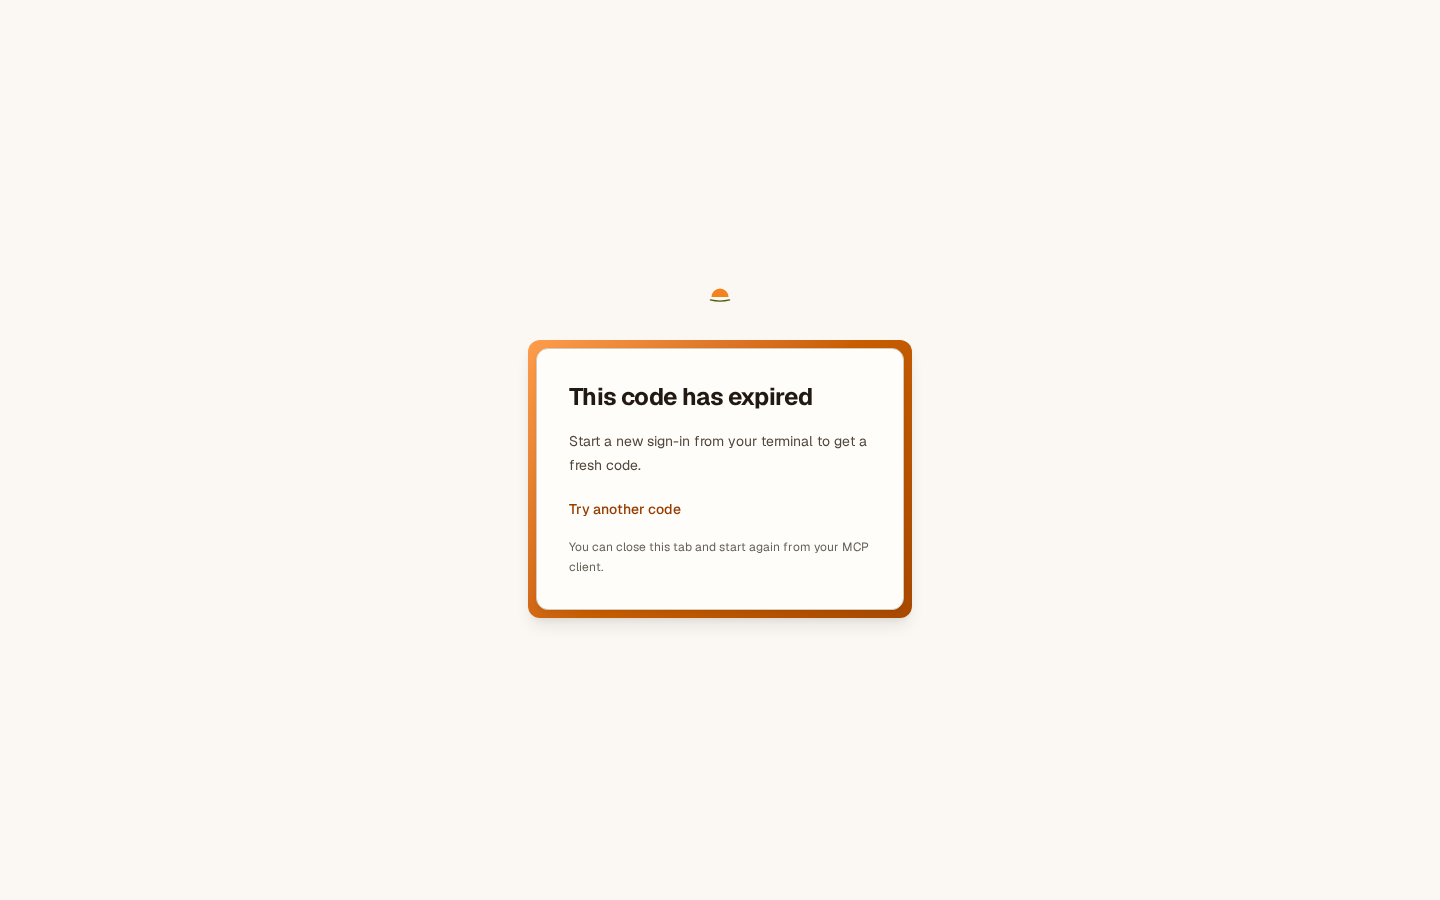 This code has expired
Start a new sign-in from your terminal to get a
fresh code.
Try another code
You can close this tab and start again from your MCP
client.